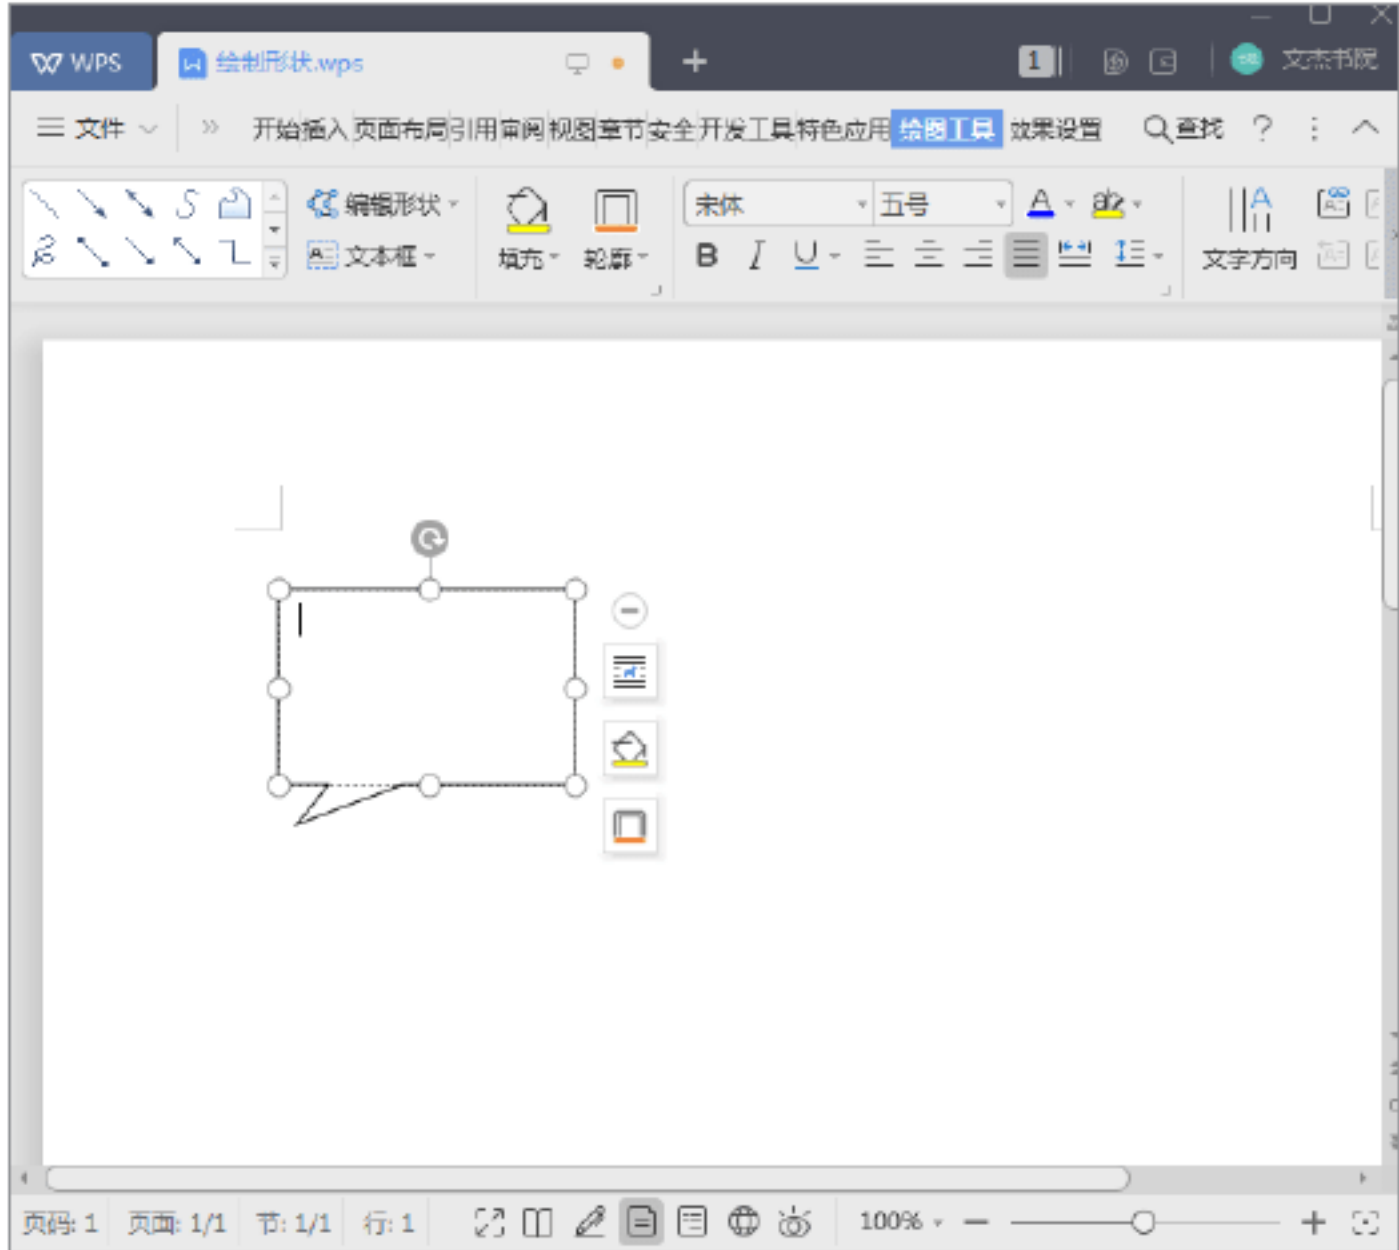 WPS 绘制形状.wps 1 文杰书院
文件 开始 插入 页面布局 引用 审阅 视图 章节 安全 开发工具 特色应用 绘图工具 效果设置 查找 ?
编辑形状 宋体 五号 A ab
文本框 填充 轮廓 B I U 文字方向
页码: 1 页面: 1/1 节: 1/1 行: 1 100%